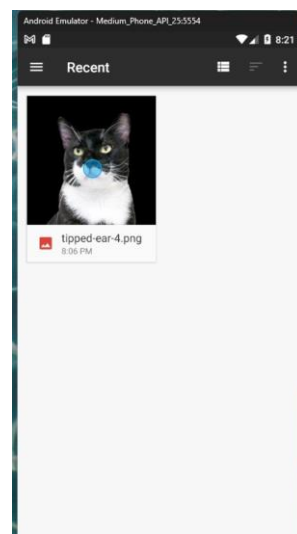 Android Emulator - Medium_Phone_API_25:5554
8:21
Recent
tipped-ear-4.png
8:06 PM